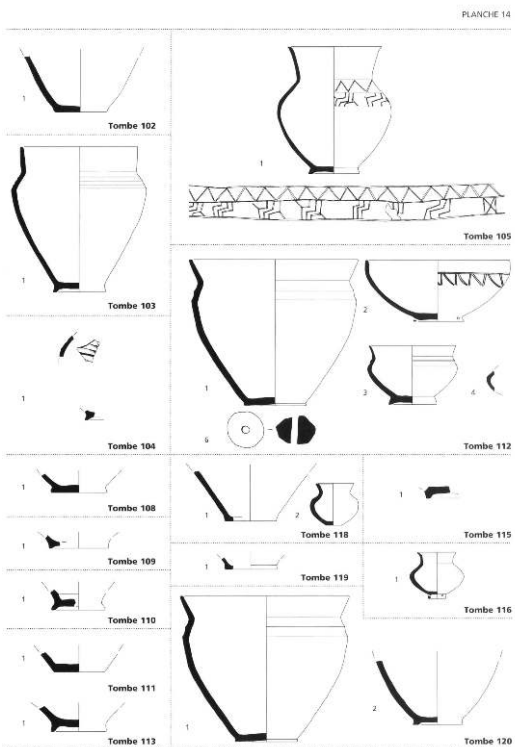 PLANCHE 14
1
Tombe 102
1
Tombe 103
1
Tombe 104
1
Tombe 105
1
2
3
4
6
Tombe 112
1
Tombe 108
1
Tombe 109
1
Tombe 110
1
Tombe 111
1
Tombe 113
1
2
Tombe 118
1
Tombe 119
1
Tombe 115
1
Tombe 116
1
2
Tombe 120